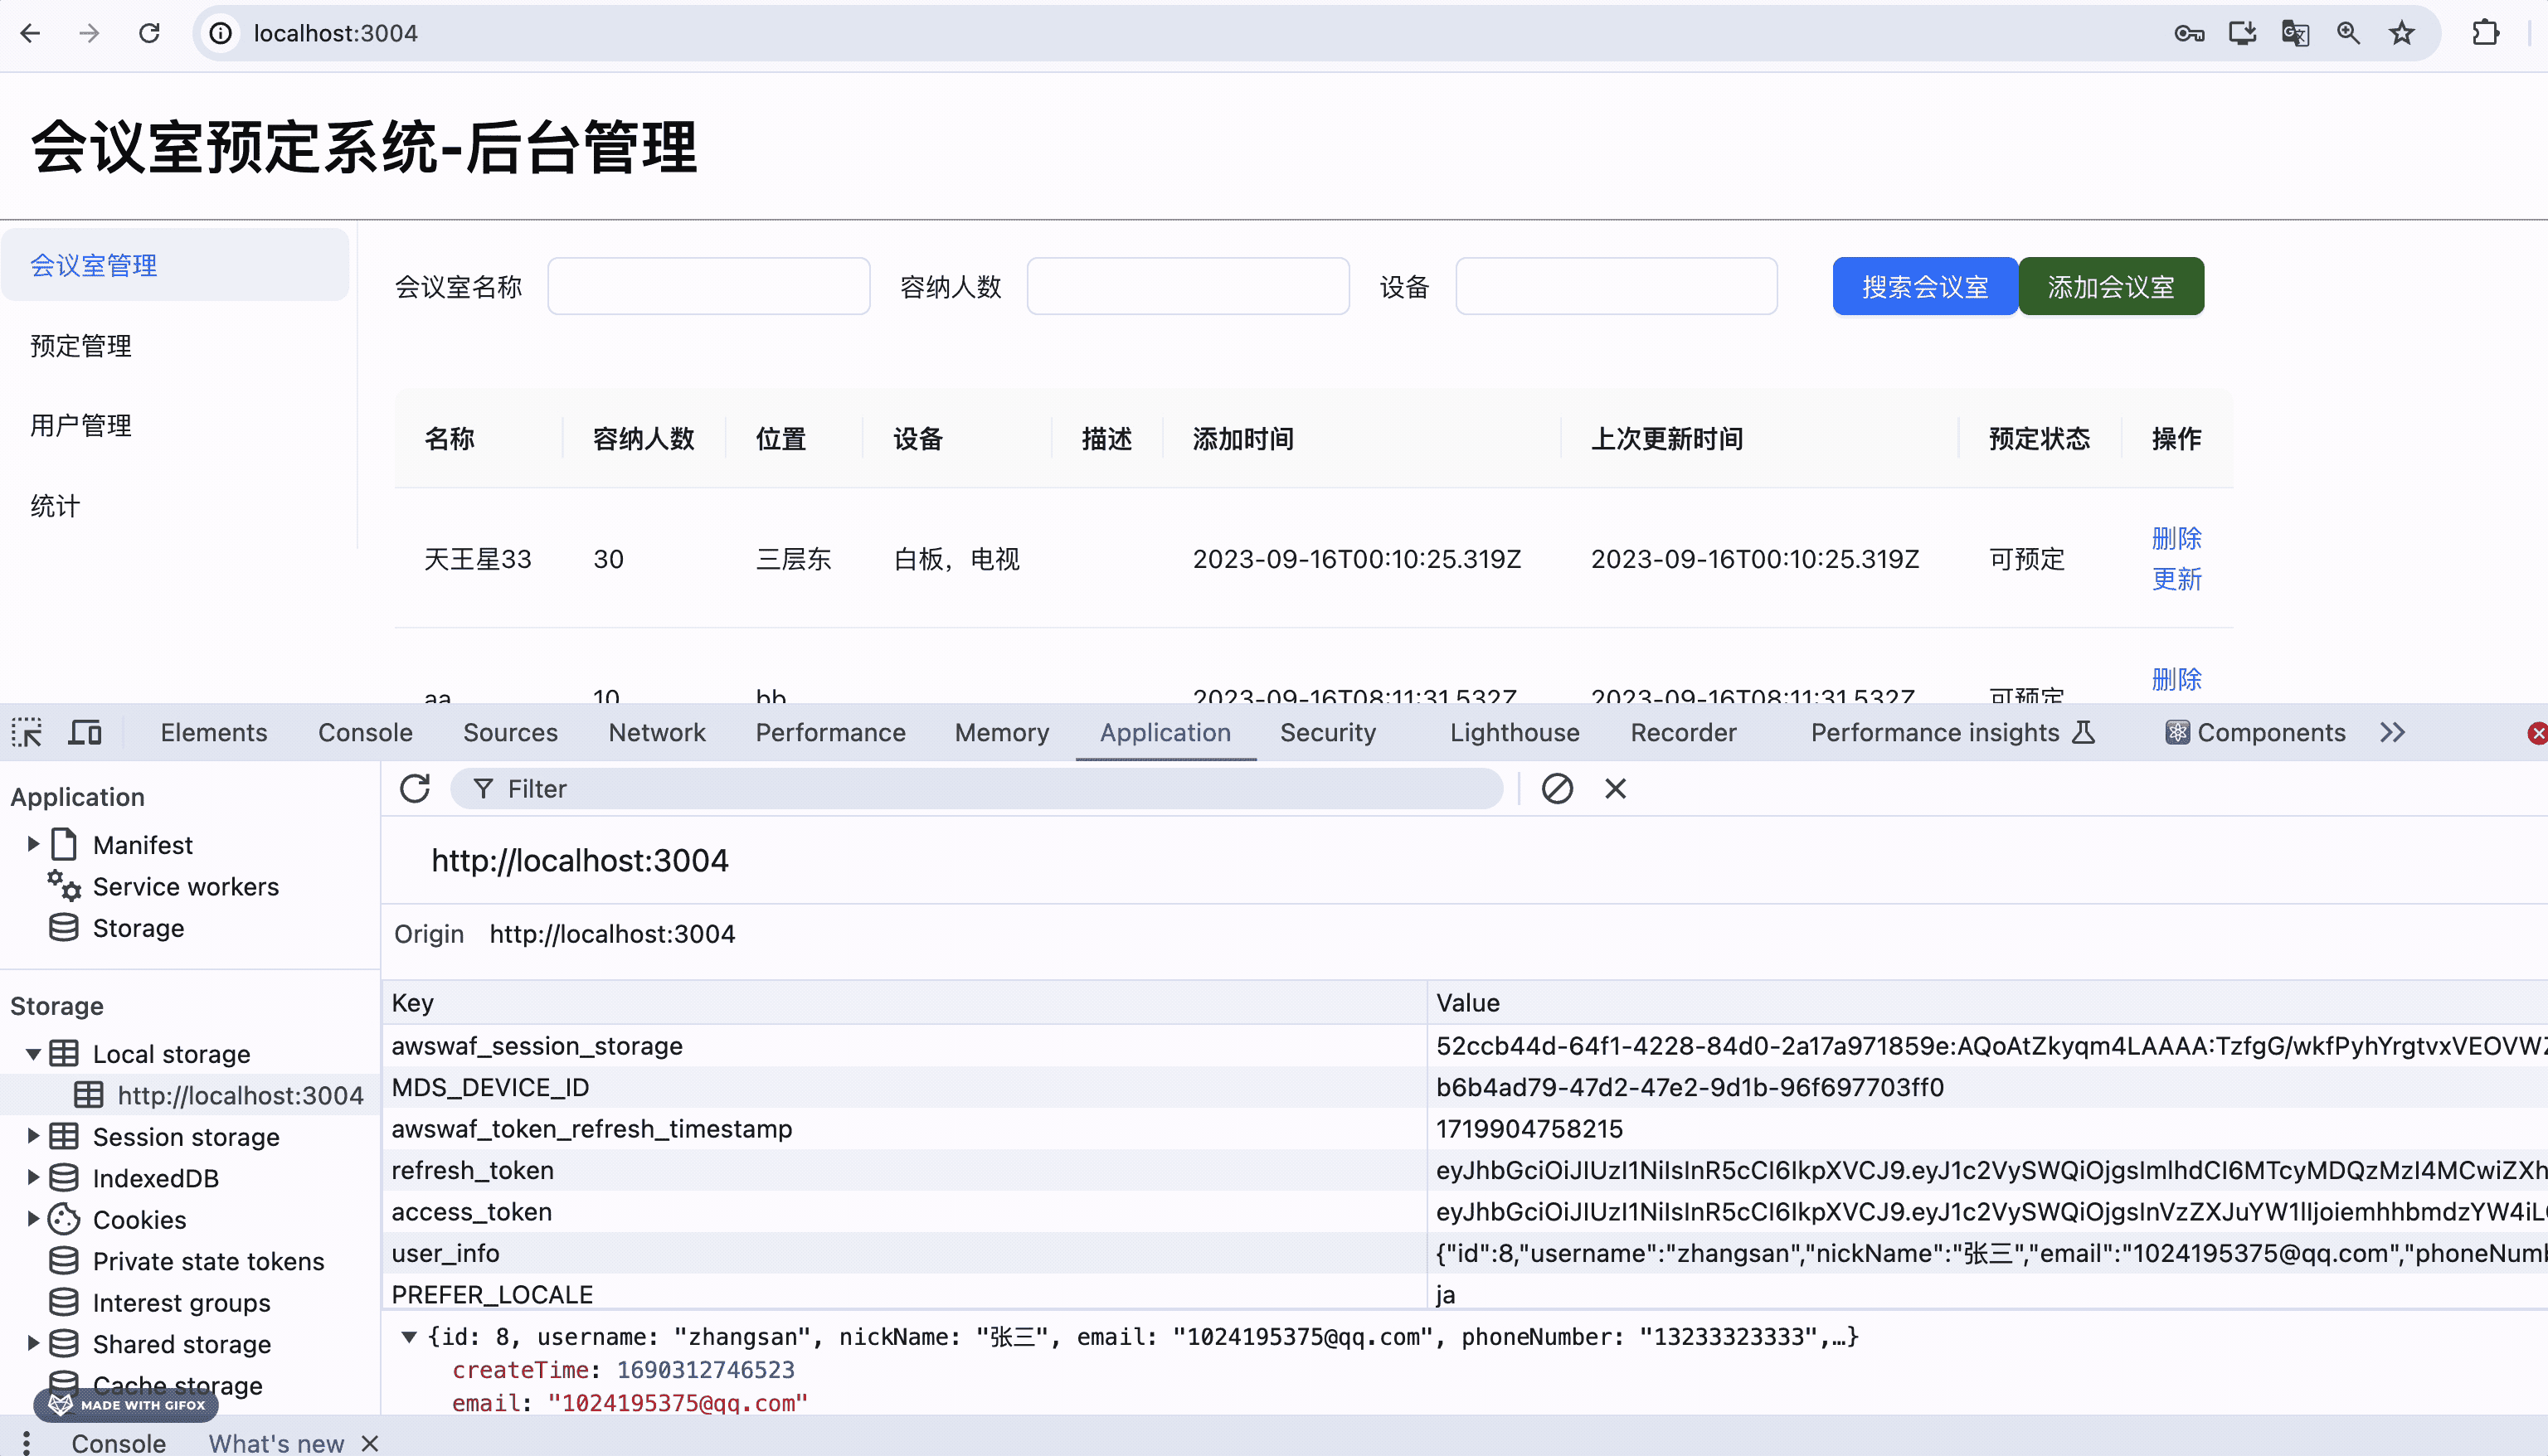 localhost:3004
会议室预定系统-后台管理
会议室管理
预定管理
用户管理
统计
会议室名称 容纳人数 设备 搜索会议室 添加会议室
名称 容纳人数 位置 设备 描述 添加时间 上次更新时间 预定状态 操作
天王星33 30 三层东 白板，电视 2023-09-16T00:10:25.319Z 2023-09-16T00:10:25.319Z 可预定 删除
更新
aa 10 bb 2023-09-16T08:11:31.532Z 2023-09-16T08:11:31.532Z 可预定 删除
Elements Console Sources Network Performance Memory Application Security Lighthouse Recorder Performance insights Components
Application
Manifest
Service workers
Storage
Storage
Local storage
http://localhost:3004
Session storage
IndexedDB
Cookies
Private state tokens
Interest groups
Shared storage
Cache storage
MADE WITH GIFOX
Filter
http://localhost:3004
Origin http://localhost:3004
Key Value
awswaf_session_storage 52ccb44d-64f1-4228-84d0-2a17a971859e:AQoAtZkyqm4LAAAA:TzfgG/wkfPyhYrgtvxVEOVWZ
MDS_DEVICE_ID b6b4ad79-47d2-47e2-9d1b-96f697703ff0
awswaf_token_refresh_timestamp 1719904758215
refresh_token eyJhbGciOiJIUzI1NiIsInR5cCI6IkpXVCJ9.eyJ1c2VySWQiOjgsImlhdCI6MTcyMDQzMzI4MCwiZXh
access_token eyJhbGciOiJIUzI1NiIsInR5cCI6IkpXVCJ9.eyJ1c2VySWQiOjgsInVzZXJuYW1lIjoiemhhbmdzYW4iL
user_info {"id":8,"username":"zhangsan","nickName":"张三","email":"1024195375@qq.com","phoneNumb
PREFER_LOCALE ja
{id: 8, username: "zhangsan", nickName: "张三", email: "1024195375@qq.com", phoneNumber: "13233323333",…}
createTime: 1690312746523
email: "1024195375@qq.com"
Console What's new